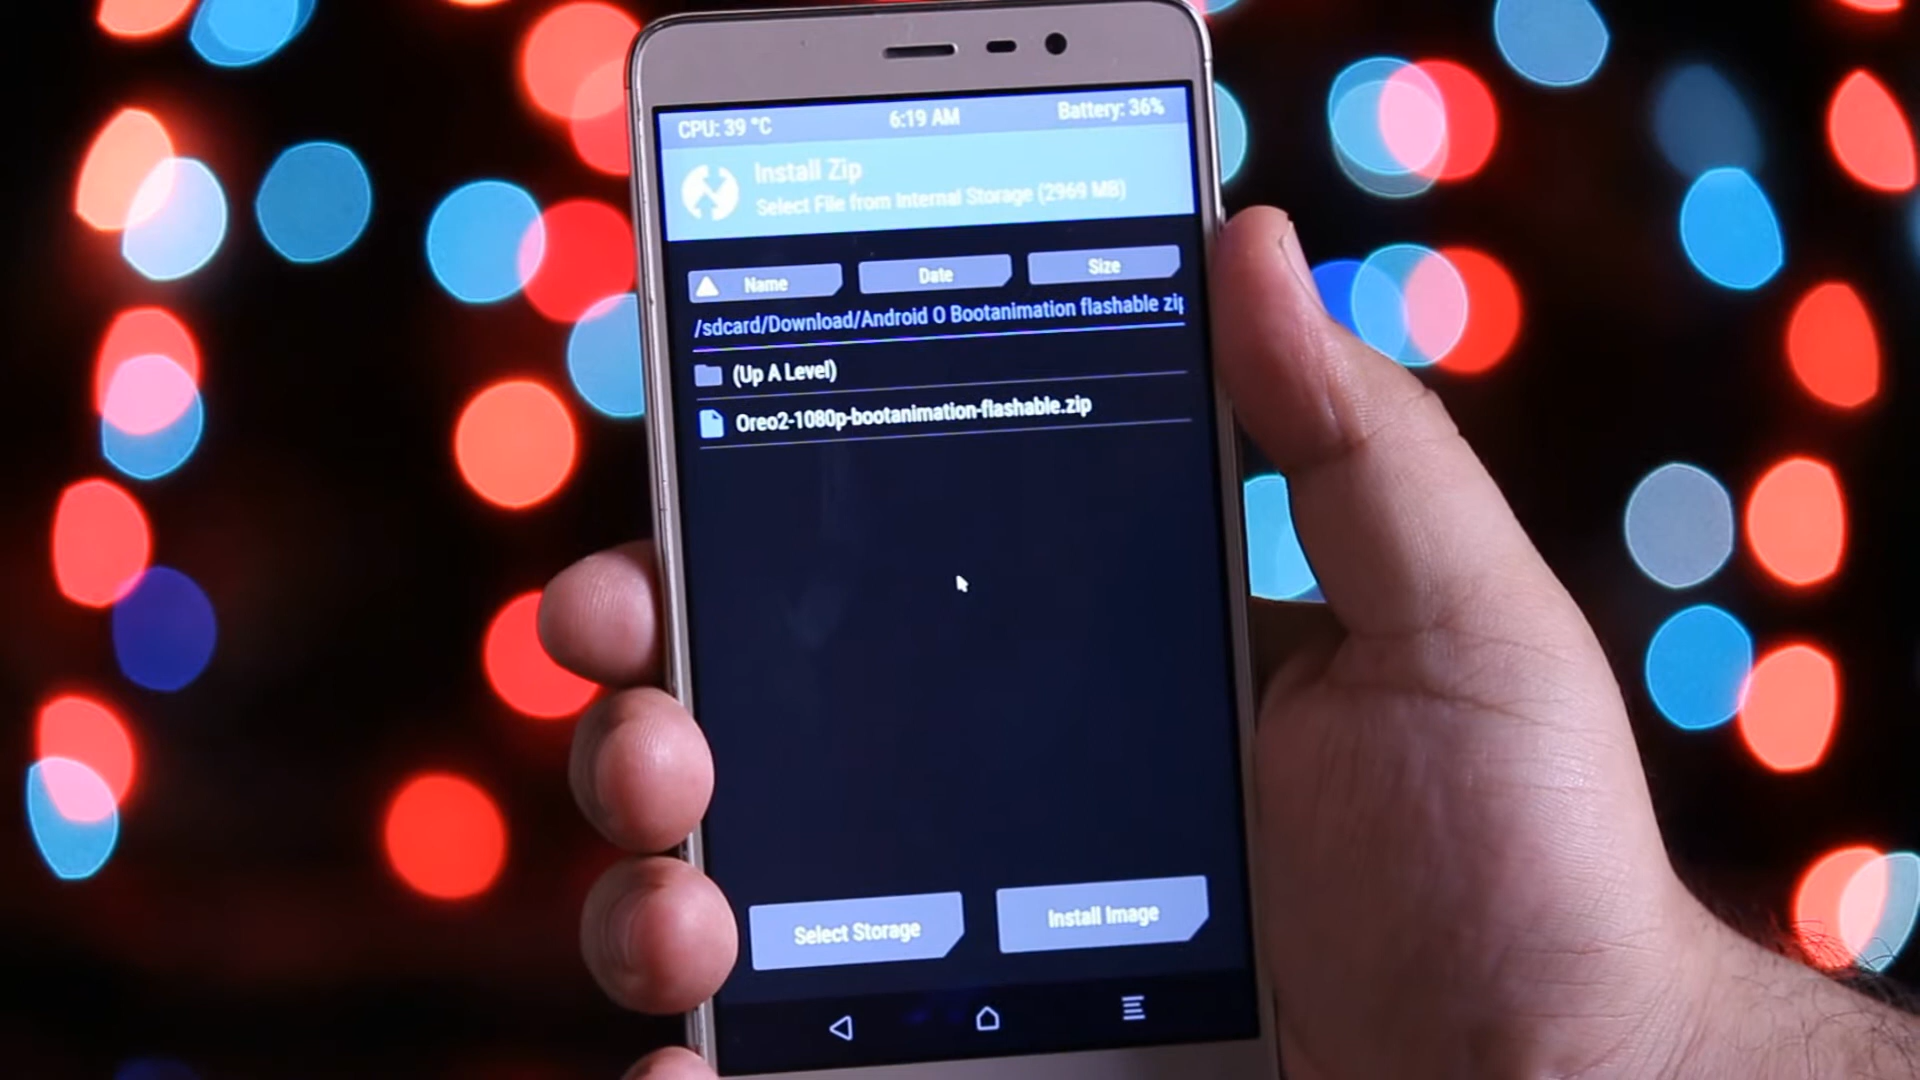 CPU: 39 °C 6:19 AM Battery: 36%
Install Zip
Select File from Internal Storage (2969 MB)
Name Date Size
/sdcard/Download/Android O Bootanimation flashable zip
(Up A Level)
Oreo2-1080p-bootanimation-flashable.zip
Select Storage Install Image